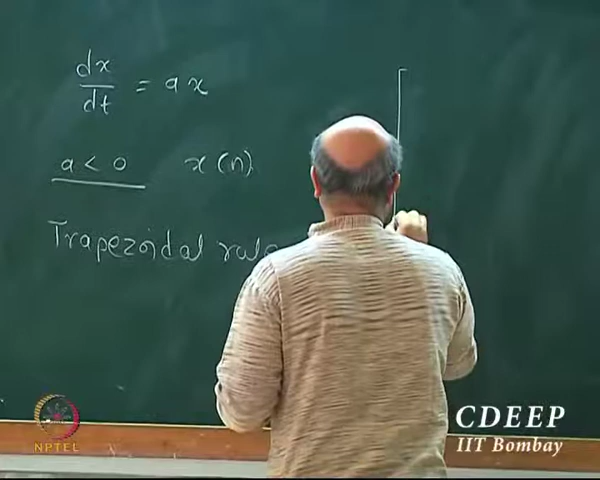 dx/dt = ax
a < 0 x(n)
Trapezoidal rule
NPTEL
CDEEP
IIT Bombay